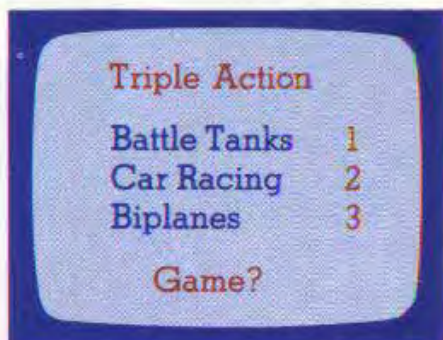 Triple Action
Battle Tanks 1
Car Racing 2
Biplanes 3
Game?